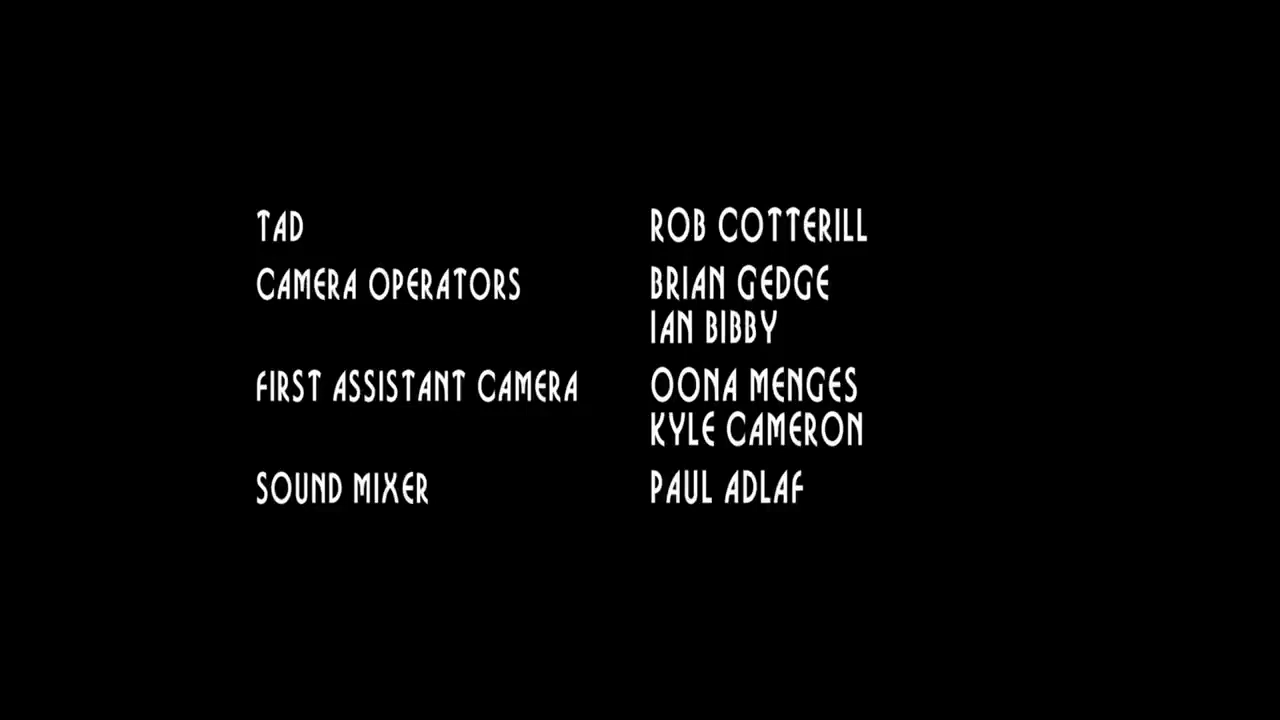 TAD ROB COTTERILL
CAMERA OPERATORS BRIAN GEDGE
IAN BIBBY
FIRST ASSISTANT CAMERA OONA MENGES
KYLE CAMERON
SOUND MIXER PAUL ADLAF